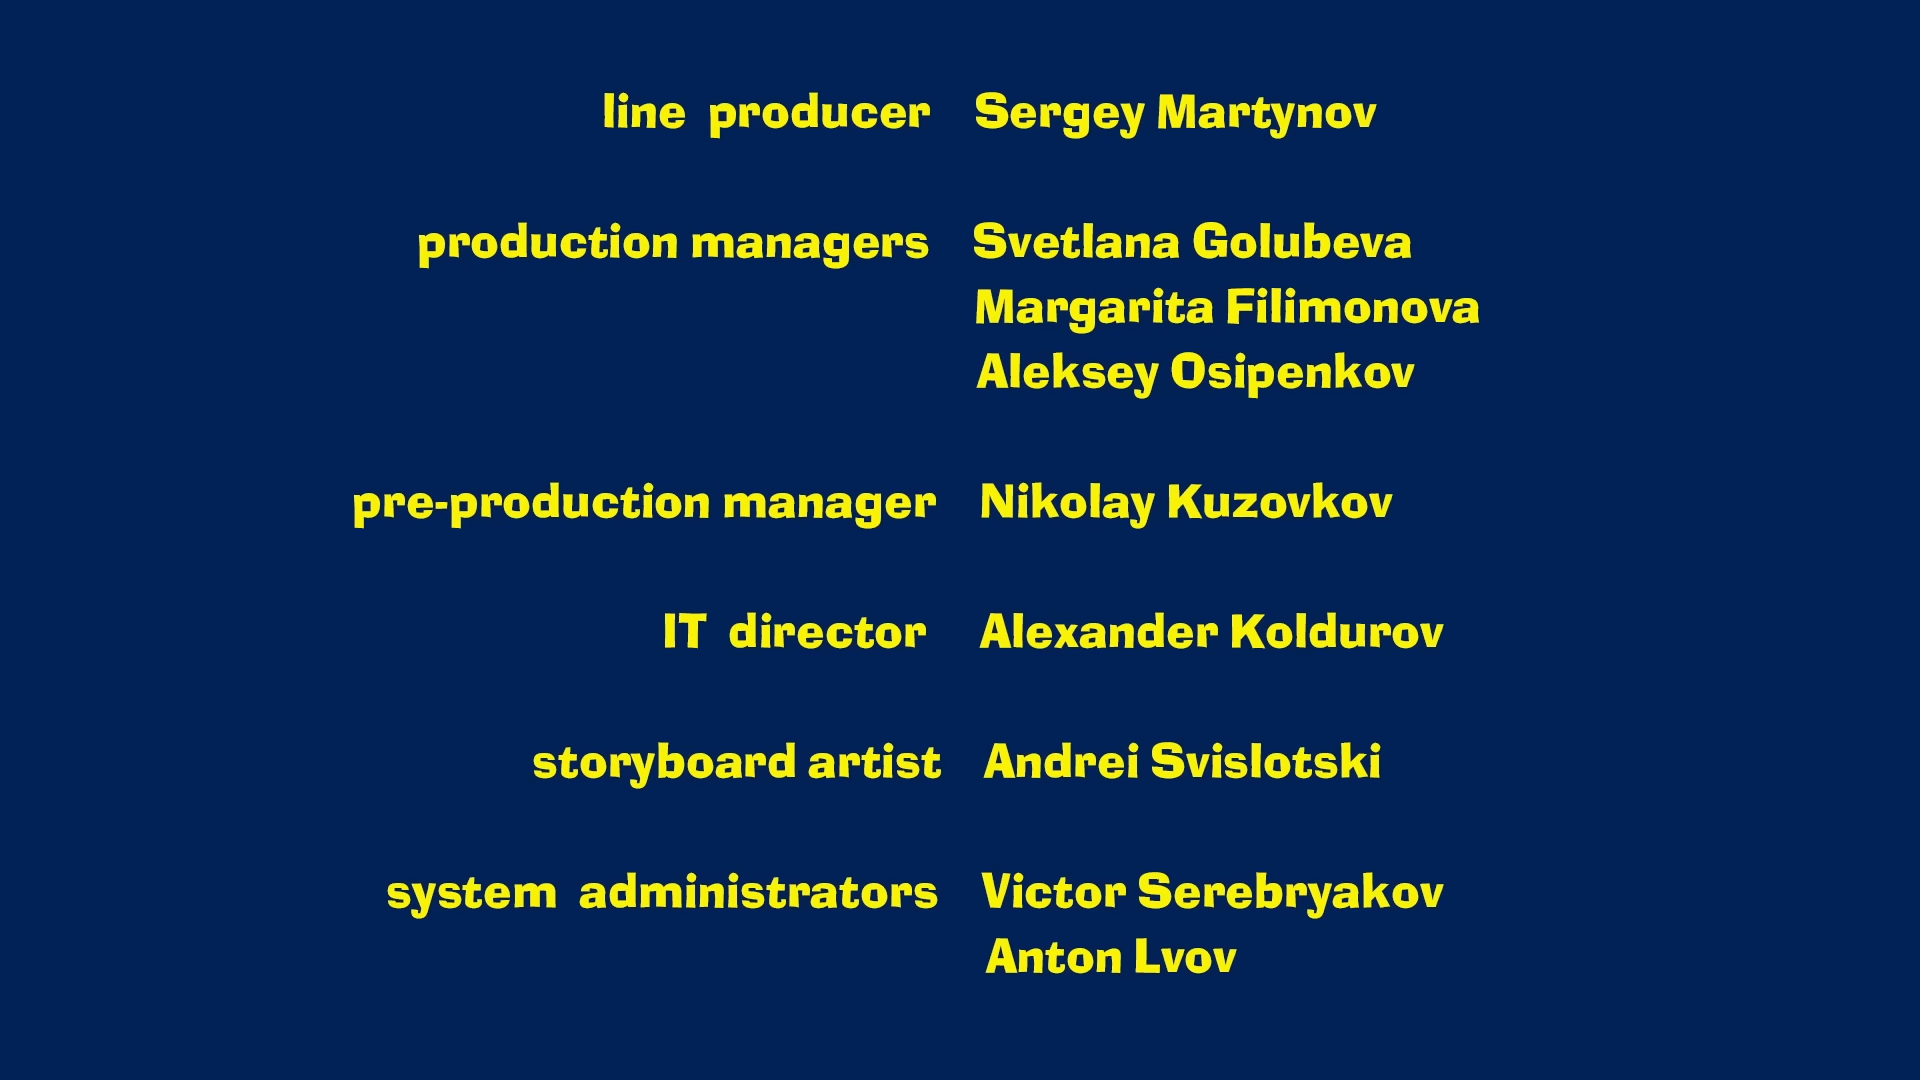 line producer Sergey Martynov
production managers Svetlana Golubeva
Margarita Filimonova
Aleksey Osipenkov
pre-production manager Nikolay Kuzovkov
IT director Alexander Koldurov
storyboard artist Andrei Svislotski
system administrators Victor Serebryakov
Anton Lvov